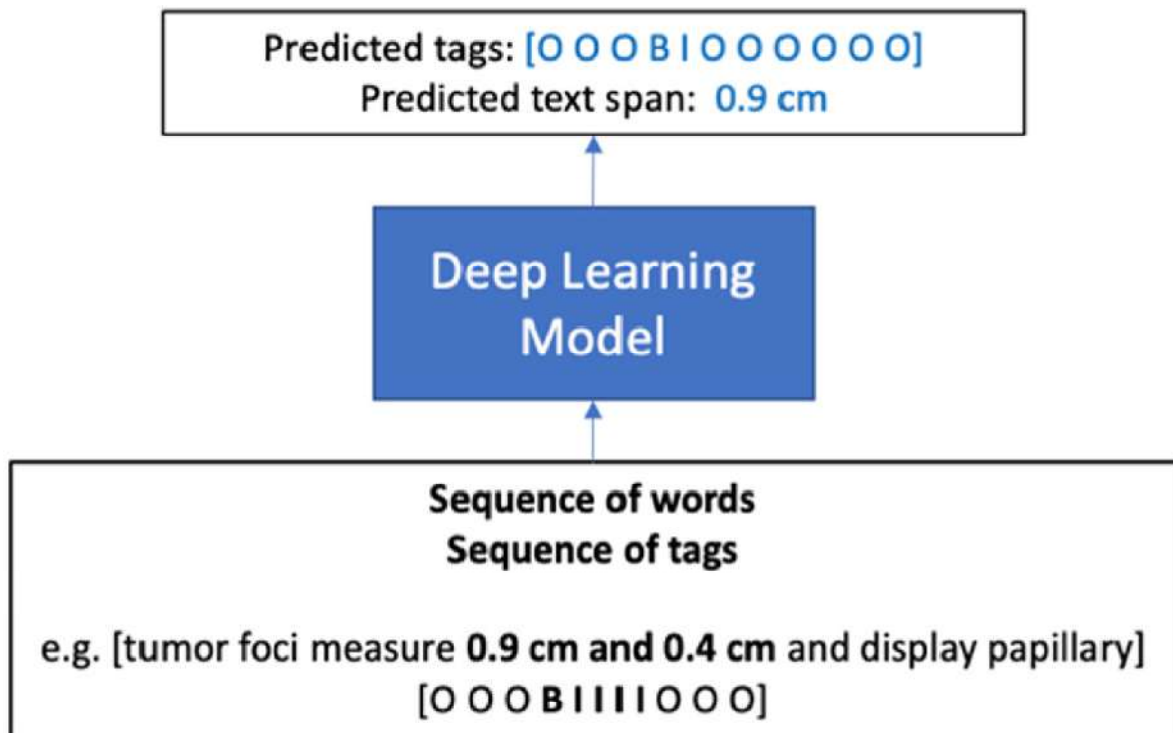 Predicted tags: [O O O B I O O O O O O]
Predicted text span: 0.9 cm
Deep Learning
Model
Sequence of words
Sequence of tags
e.g. [tumor foci measure 0.9 cm and 0.4 cm and display papillary]
[O O O B I I I I O O O]